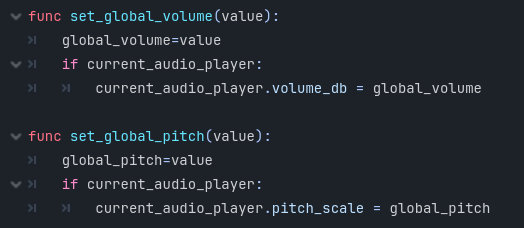 func set_global_volume(value):
global_volume=value
if current_audio_player:
current_audio_player.volume_db = global_volume
func set_global_pitch(value):
global_pitch=value
if current_audio_player:
current_audio_player.pitch_scale = global_pitch